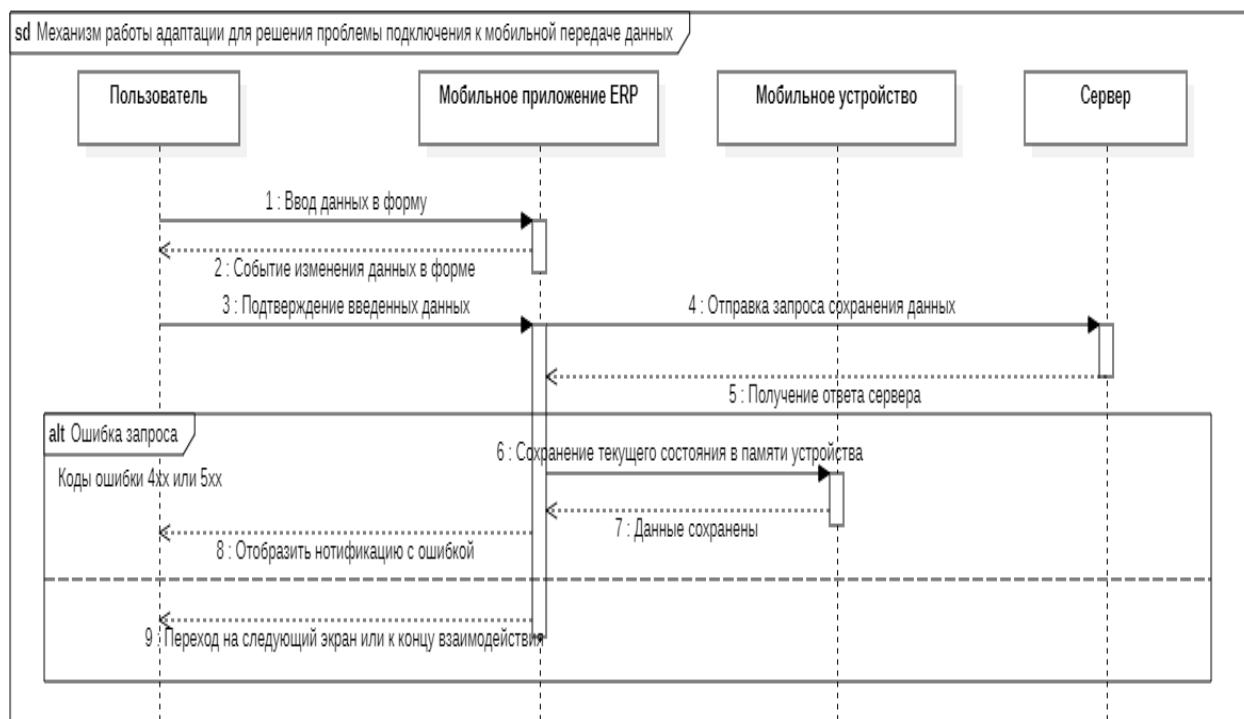 sd Механизм работы адаптации для решения проблемы подключения к мобильной передаче данных
Пользователь
Мобильное приложение ERP
Мобильное устройство
Сервер
1 : Ввод данных в форму
2 : Событие изменения данных в форме
3 : Подтверждение введенных данных
4 : Отправка запроса сохранения данных
5 : Получение ответа сервера
alt Ошибка запроса
Коды ошибки 4xx или 5xx
6 : Сохранение текущего состояния в памяти устройства
7 : Данные сохранены
8 : Отобразить нотификацию с ошибкой
9 : Переход на следующий экран или к концу взаимодействия